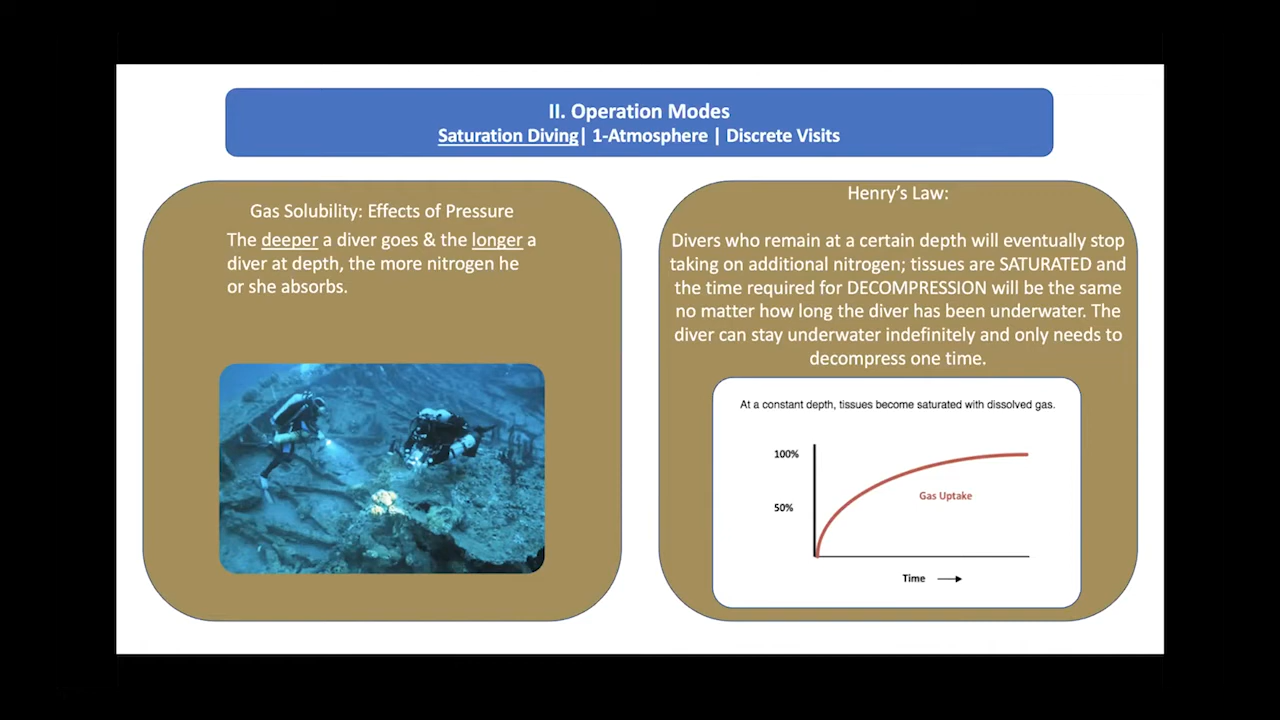 II. Operation Modes
Saturation Diving| 1-Atmosphere | Discrete Visits
Gas Solubility: Effects of Pressure
The deeper a diver goes & the longer a
diver at depth, the more nitrogen he
or she absorbs.
Henry's Law:
Divers who remain at a certain depth will eventually stop
taking on additional nitrogen; tissues are SATURATED and
the time required for DECOMPRESSION will be the same
no matter how long the diver has been underwater. The
diver can stay underwater indefinitely and only needs to
decompress one time.
At a constant depth, tissues become saturated with dissolved gas.
100%
Gas Uptake
50%
Time